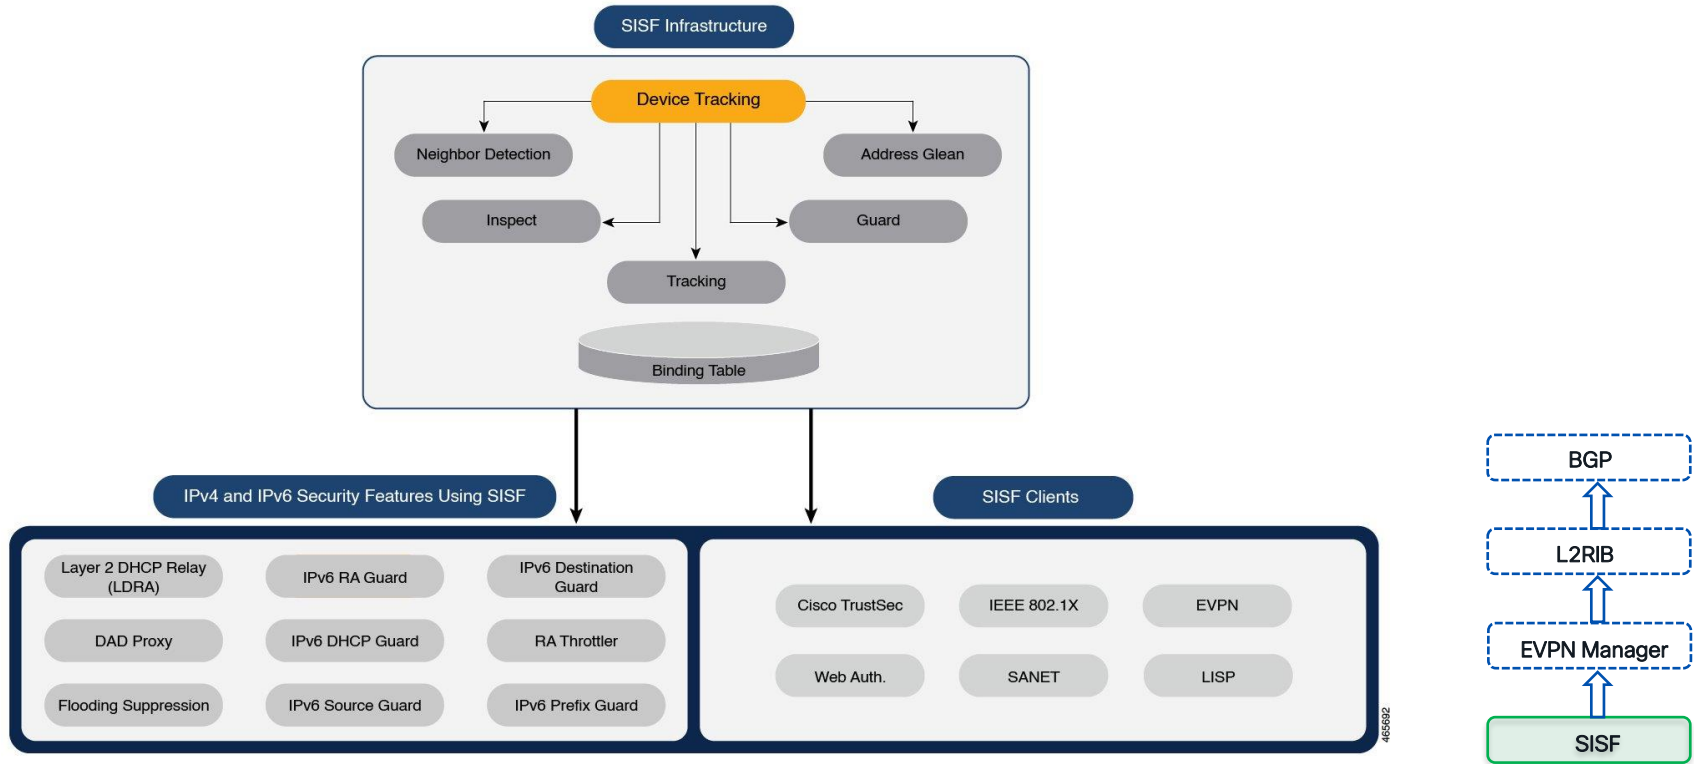 SISF Infrastructure
Device Tracking
Neighbor Detection
Address Glean
Inspect
Guard
Tracking
Binding Table
IPv4 and IPv6 Security Features Using SISF
SISF Clients
Layer 2 DHCP Relay
(LDRA)
IPv6 RA Guard
IPv6 Destination
Guard
DAD Proxy
IPv6 DHCP Guard
RA Throttler
Flooding Suppression
IPv6 Source Guard
IPv6 Prefix Guard
Cisco TrustSec
IEEE 802.1X
EVPN
Web Auth.
SANET
LISP
465692
BGP
L2RIB
EVPN Manager
SISF